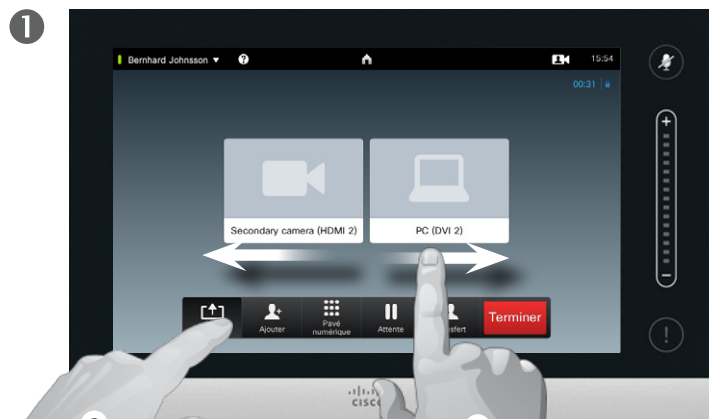 1
Bernhard Johnsson ▼ ? 15:54
00:31
+
Secondary camera (HDMI 2) PC (DVI 2)
−
Ajouter Pavé numérique Attente Terminer
!
CISCO